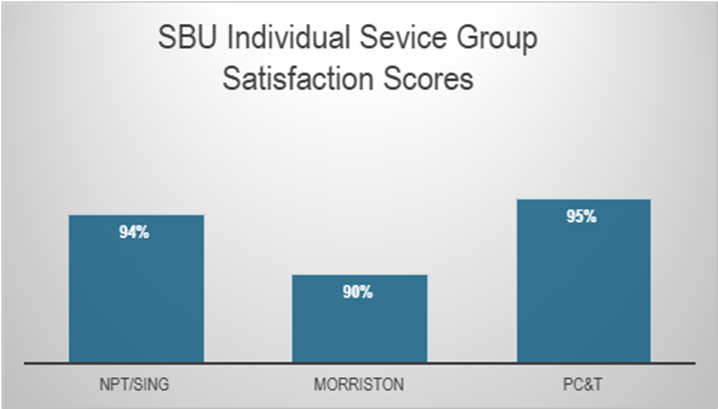 SBU Individual Sevice Group
Satisfaction Scores
94%
90%
95%
NPT/SING
MORRISTON
PC&T